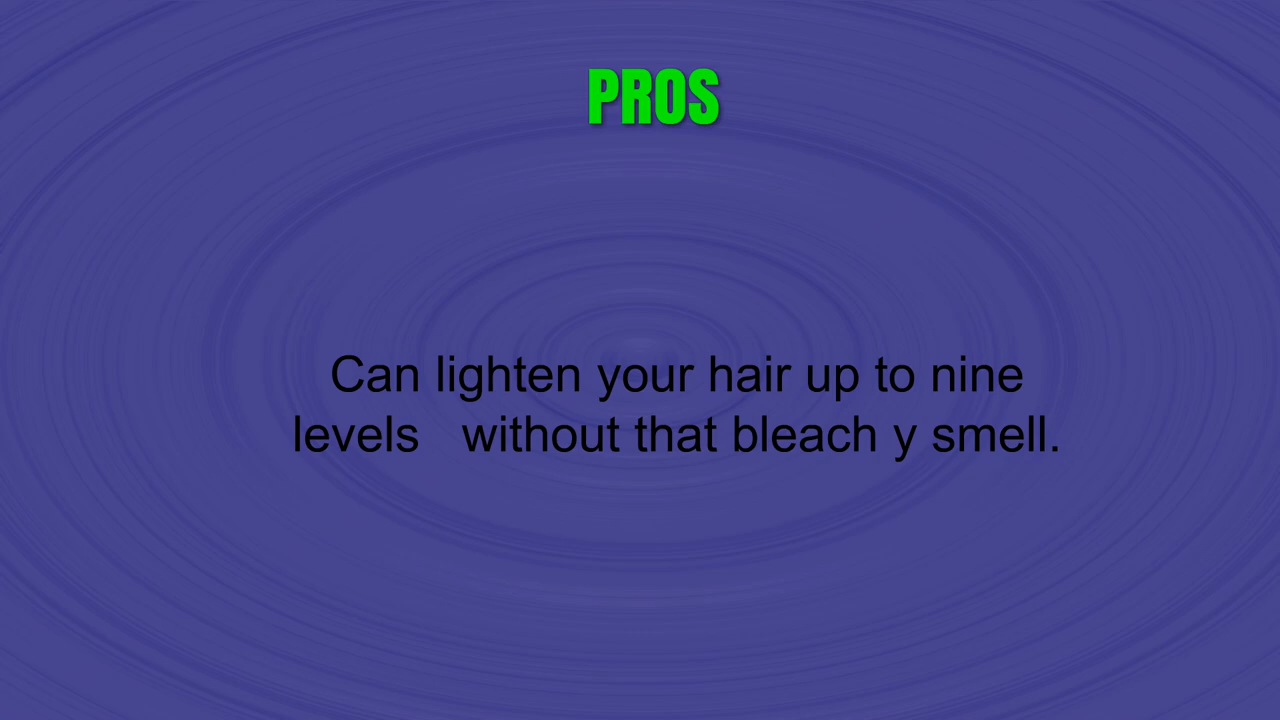 PROS
Can lighten your hair up to nine
levels   without that bleach y smell.